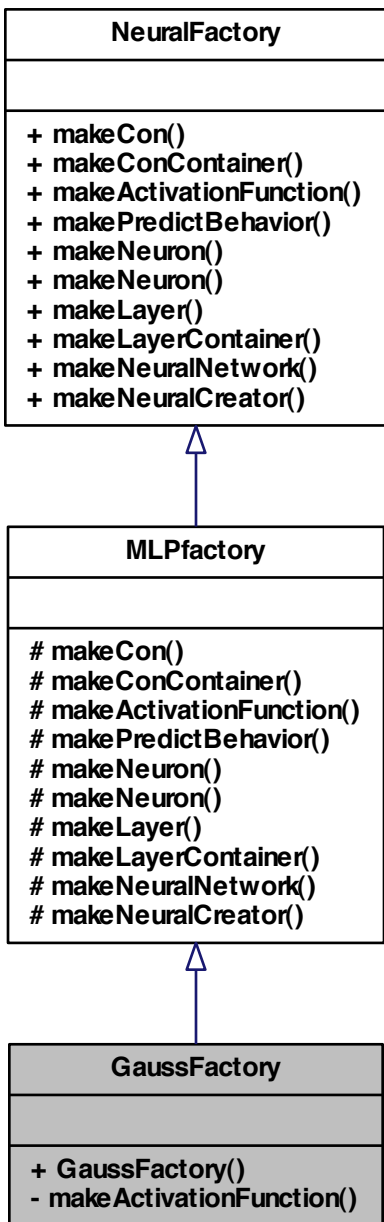 NeuralFactory
+ makeCon()
+ makeConContainer()
+ makeActivationFunction()
+ makePredictBehavior()
+ makeNeuron()
+ makeNeuron()
+ makeLayer()
+ makeLayerContainer()
+ makeNeuralNetwork()
+ makeNeuralCreator()
MLPfactory
# makeCon()
# makeConContainer()
# makeActivationFunction()
# makePredictBehavior()
# makeNeuron()
# makeNeuron()
# makeLayer()
# makeLayerContainer()
# makeNeuralNetwork()
# makeNeuralCreator()
GaussFactory
+ GaussFactory()
- makeActivationFunction()